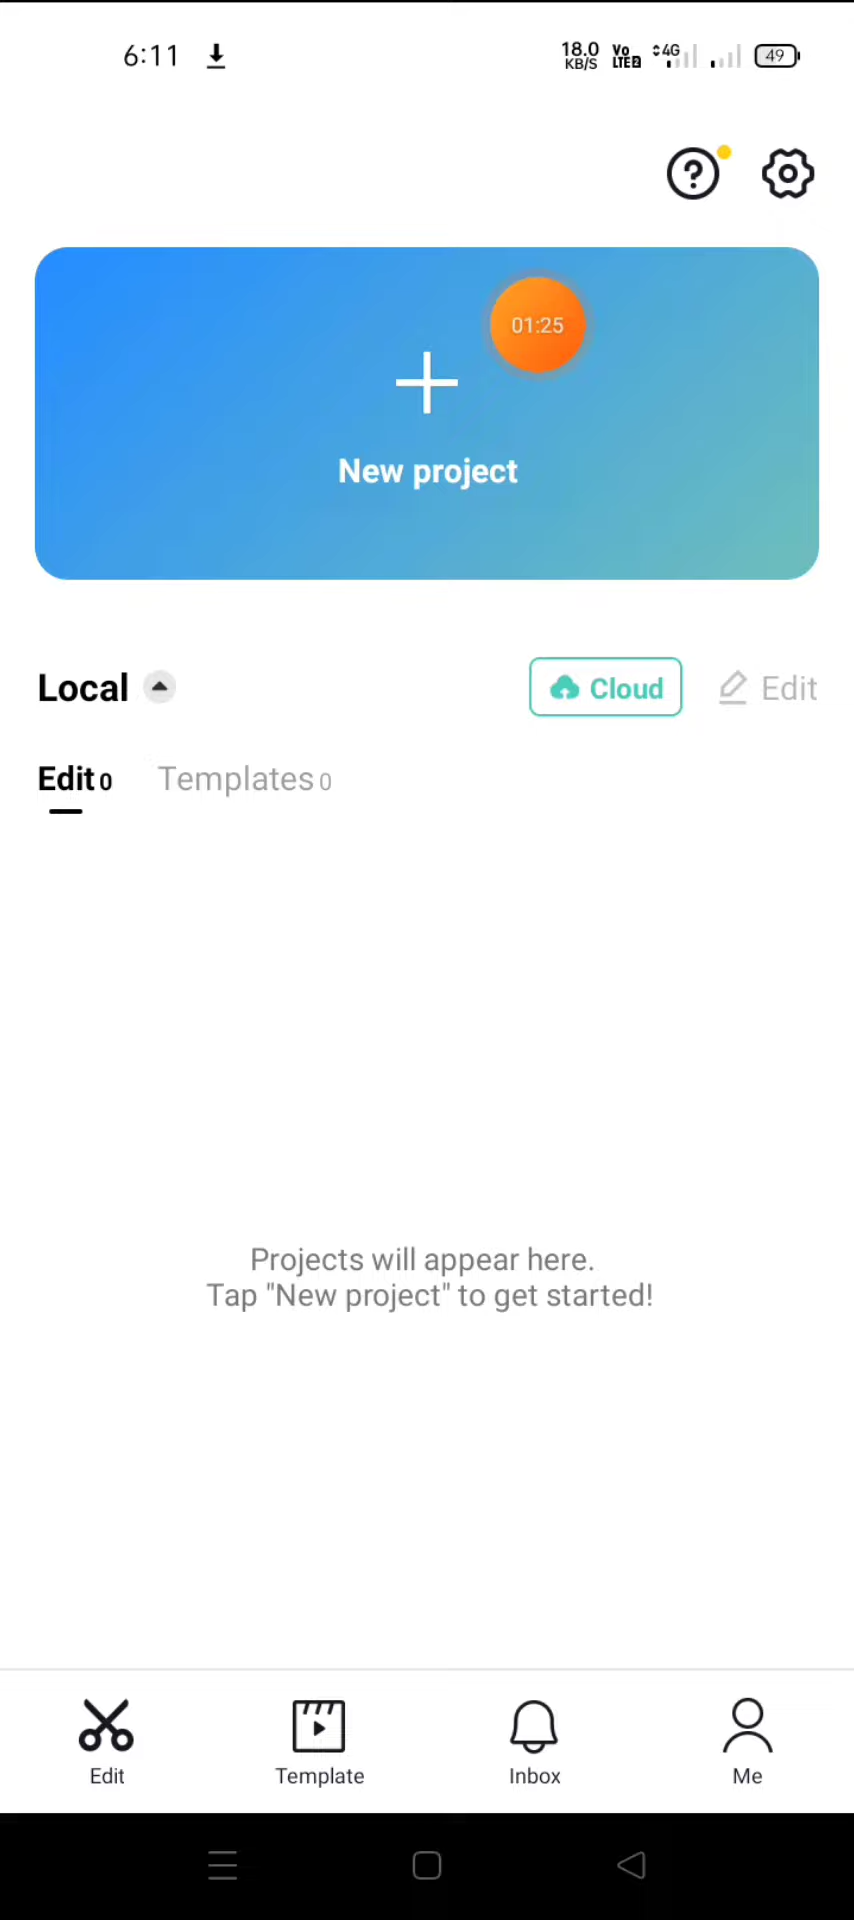 6:11
18.0
KB/S
Vo
LTE2
4G
49
01:25
New project
Local
Cloud
Edit
Edit 0
Templates 0
Projects will appear here.
Tap "New project" to get started!
Edit
Template
Inbox
Me